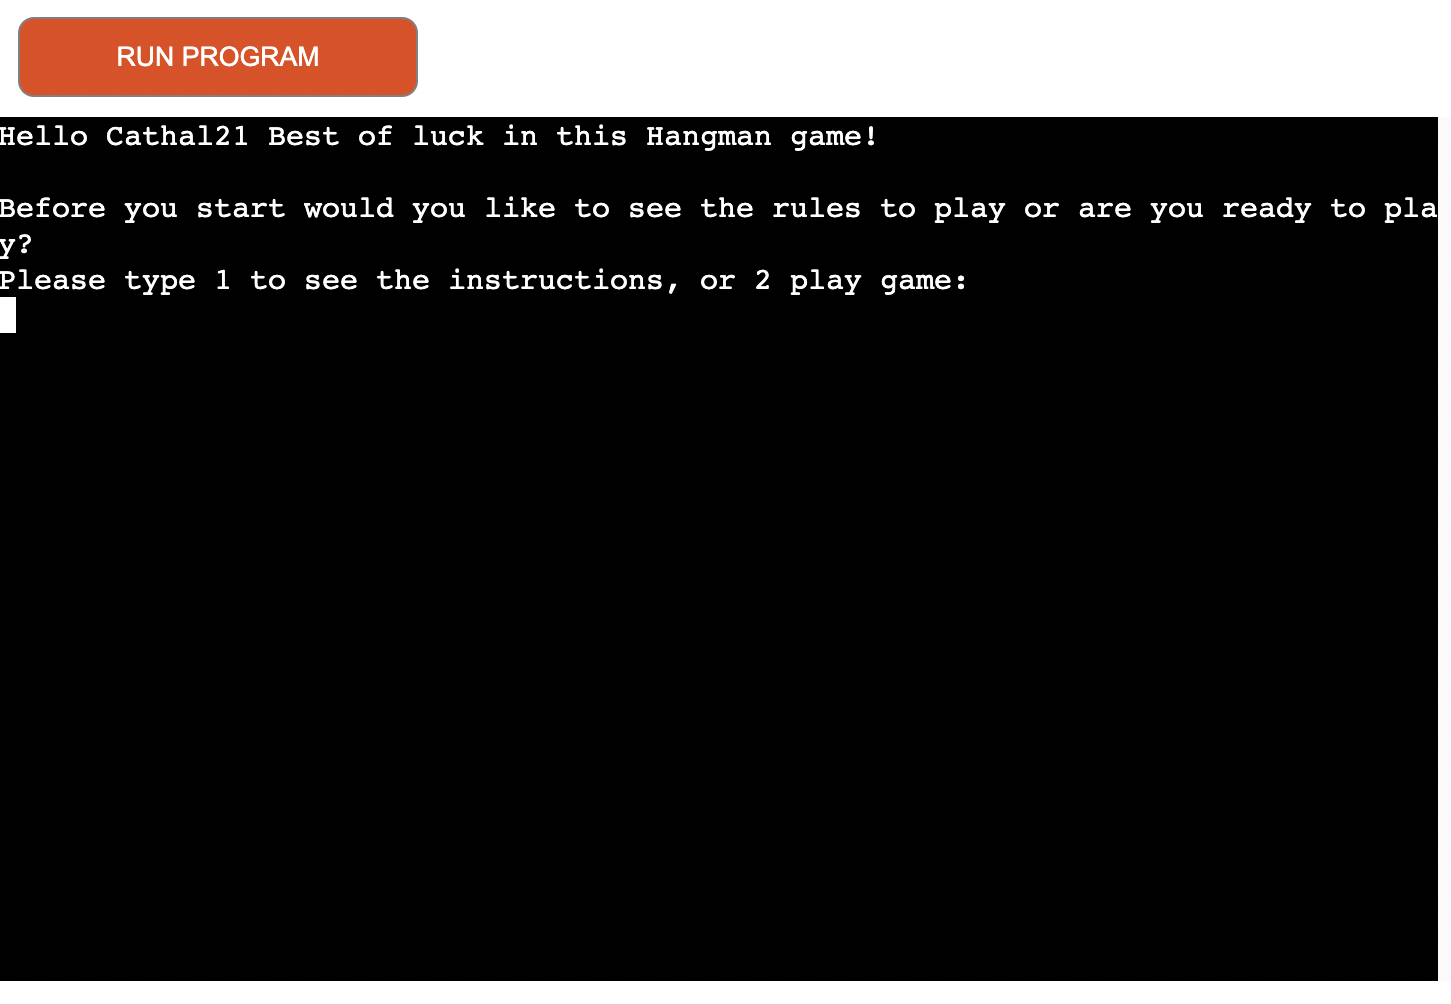 RUN PROGRAM
Hello Cathal21 Best of luck in this Hangman game!
Before you start would you like to see the rules to play or are you ready to pla
y?
Please type 1 to see the instructions, or 2 play game: